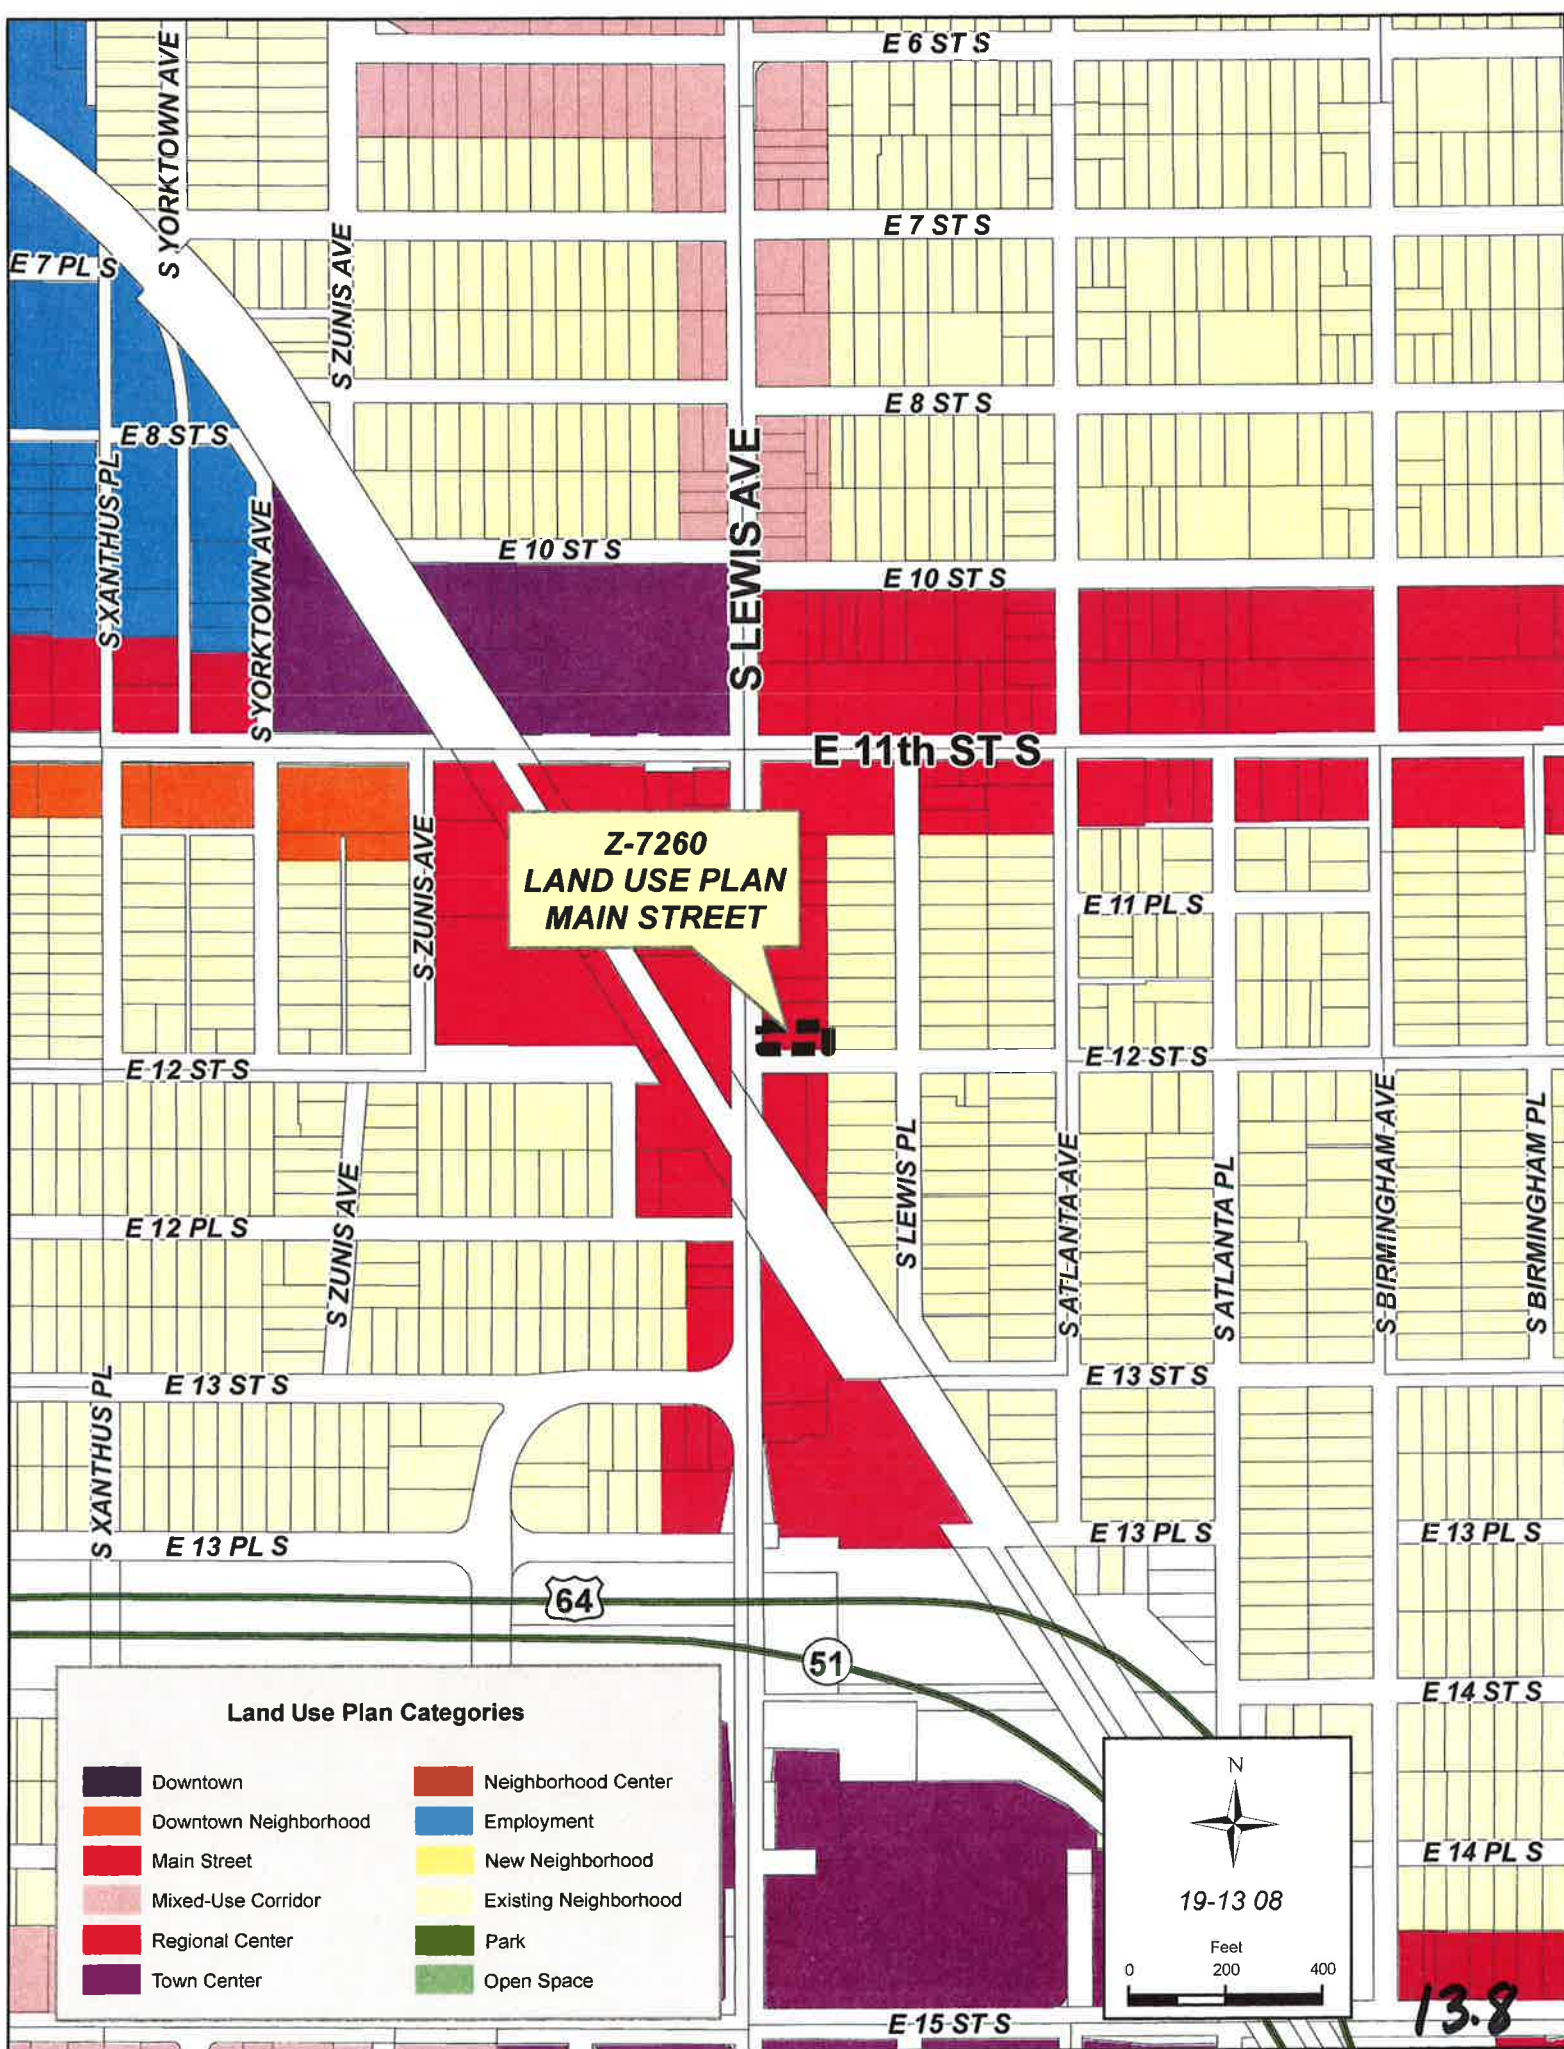 E 6 ST S
S YORKTOWN AVE
E 7 ST S
E 7 PL S
S ZUNIS AVE
E 8 ST S
E 8 ST S
S XANTHUS PL
S YORKTOWN AVE
S LEWIS AVE
E 10 ST S
E 10 ST S
E 11th ST S
S ZUNIS AVE
Z-7260
LAND USE PLAN
MAIN STREET
E 11 PL S
E 12 ST S
E 12 ST S
S LEWIS PL
S ATLANTA AVE
S ATLANTA PL
S BIRMINGHAM AVE
S BIRMINGHAM PL
E 12 PL S
S ZUNIS AVE
E 13 ST S
E 13 ST S
S XANTHUS PL
E 13 PL S
E 13 PL S
E 13 PL S
64
51
E 14 ST S
E 14 PL S
Land Use Plan Categories
Downtown
Downtown Neighborhood
Main Street
Mixed-Use Corridor
Regional Center
Town Center
Neighborhood Center
Employment
New Neighborhood
Existing Neighborhood
Park
Open Space
N
19-13 08
Feet
0 200 400
E 15 ST S
13.8